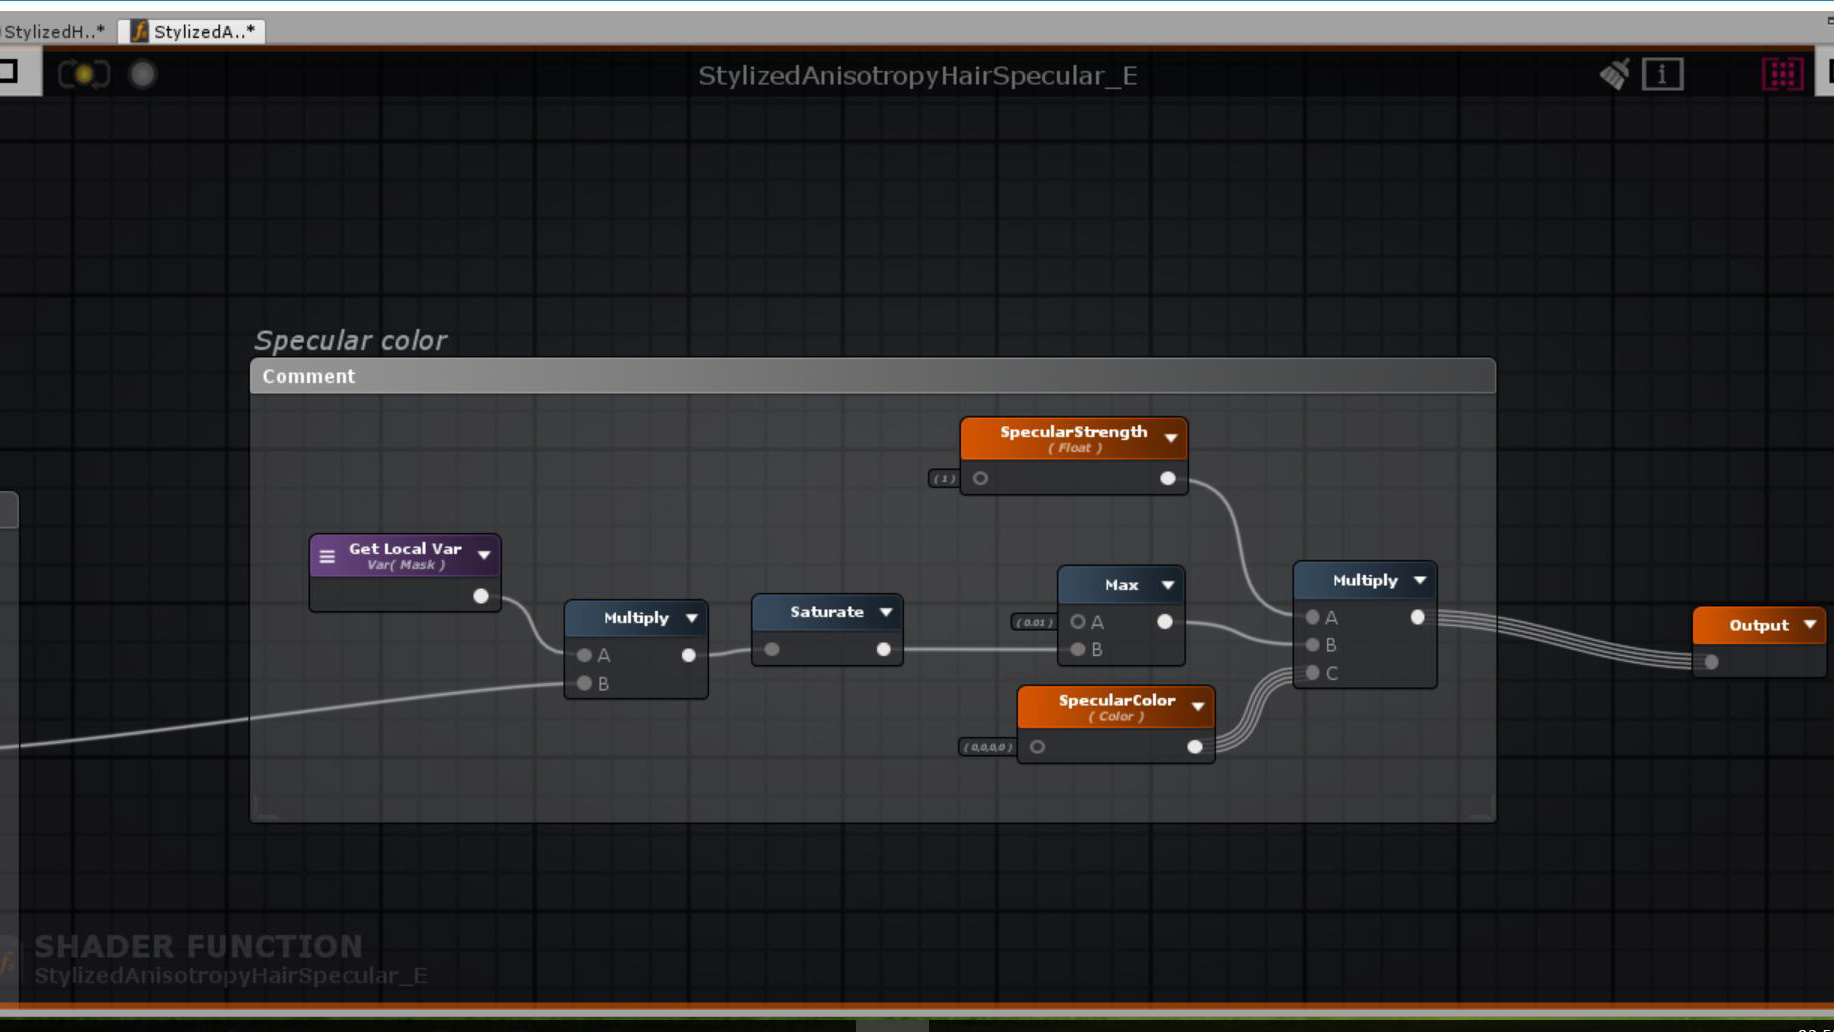 StylizedH..*
StylizedA..*
StylizedAnisotropyHairSpecular_E
Specular color
Comment
SpecularStrength
( Float )
( 1 )
Get Local Var
Var( Mask )
Multiply
A
B
Saturate
Max
( 0.01 )
A
B
SpecularColor
( Color )
( 0,0,0,0 )
Multiply
A
B
C
Output
SHADER FUNCTION
StylizedAnisotropyHairSpecular_E